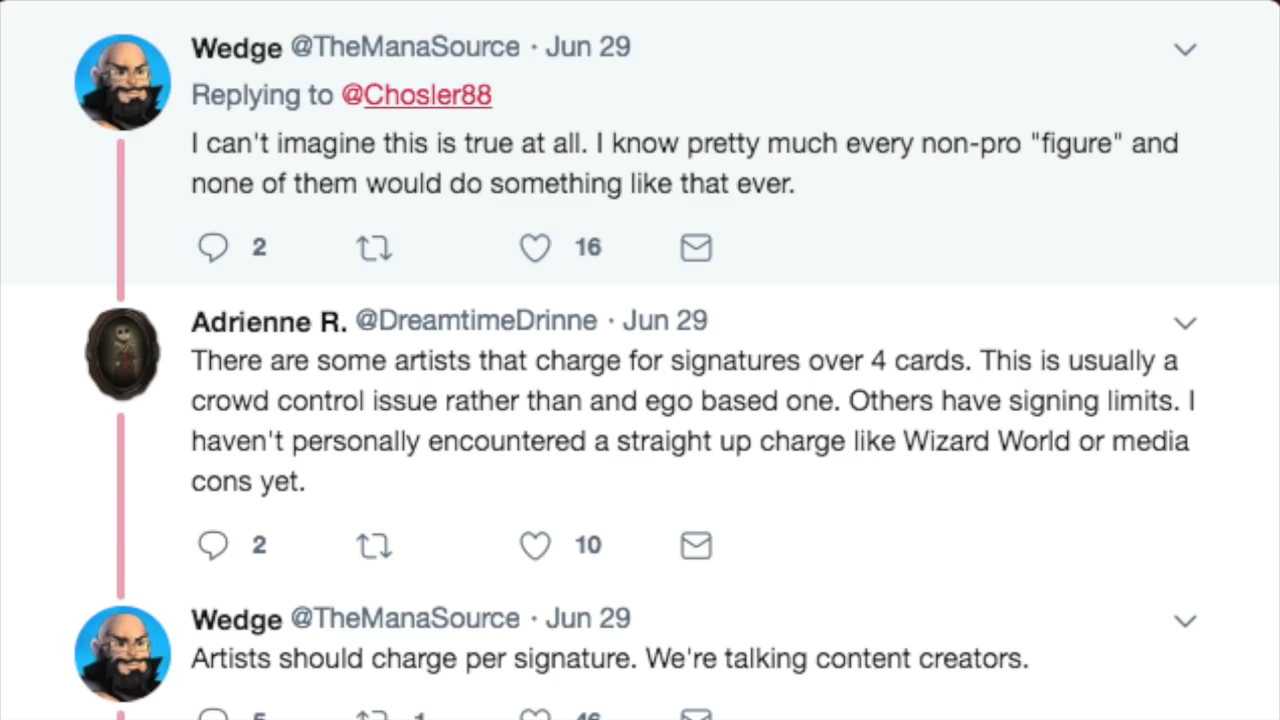 Wedge @TheManaSource · Jun 29
Replying to @Chosler88
I can't imagine this is true at all. I know pretty much every non-pro "figure" and
none of them would do something like that ever.
2 16
Adrienne R. @DreamtimeDrinne · Jun 29
There are some artists that charge for signatures over 4 cards. This is usually a
crowd control issue rather than and ego based one. Others have signing limits. I
haven't personally encountered a straight up charge like Wizard World or media
cons yet.
2 10
Wedge @TheManaSource · Jun 29
Artists should charge per signature. We're talking content creators.
5 1 46